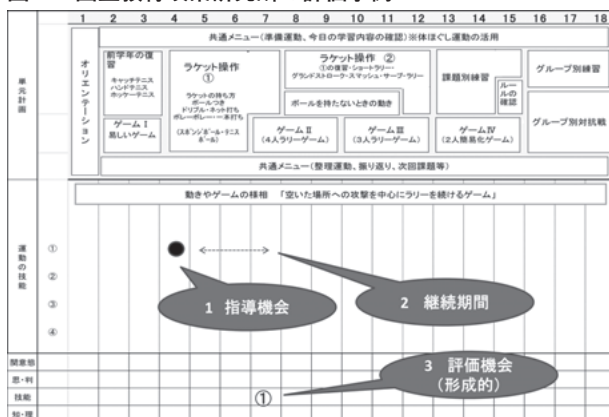 1 2 3 4 5 6 7 8 9 10 11 12 13 14 15 16 17 18
単元計画
オリエンテーション
共通メニュー(準備運動、今日の学習内容の確認)※体ほぐし運動の活用
前学年の復習
キャッチテニス
ハンドテニス
ホッケーテニス
ゲームⅠ
易しいゲーム
ラケット操作
①
ラケットの持ち方
ボールつき
ドリブル・ネット打ち
ボレーボレー・一本打ち
(スポンジボール・テニスボール)
ラケット操作 ②
①の復習・ショートラリー・
グランドストローク・スマッシュ・サーブ・ラリー
ボールを持たないときの動き
ゲームⅡ
(4人ラリーゲーム)
ゲームⅢ
(3人ラリーゲーム)
課題別練習
ルールの確認
ゲームⅣ
(2人簡易化ゲーム)
グループ別練習
グループ別対抗戦
共通メニュー(整理運動、振り返り、次回課題等)
動きやゲームの様相 「空いた場所への攻撃を中心にラリーを続けるゲーム」
運動の技能
①
②
③
④
1 指導機会
2 継続期間
3 評価機会
(形成的)
関意態
思・判
技能
①
知・理